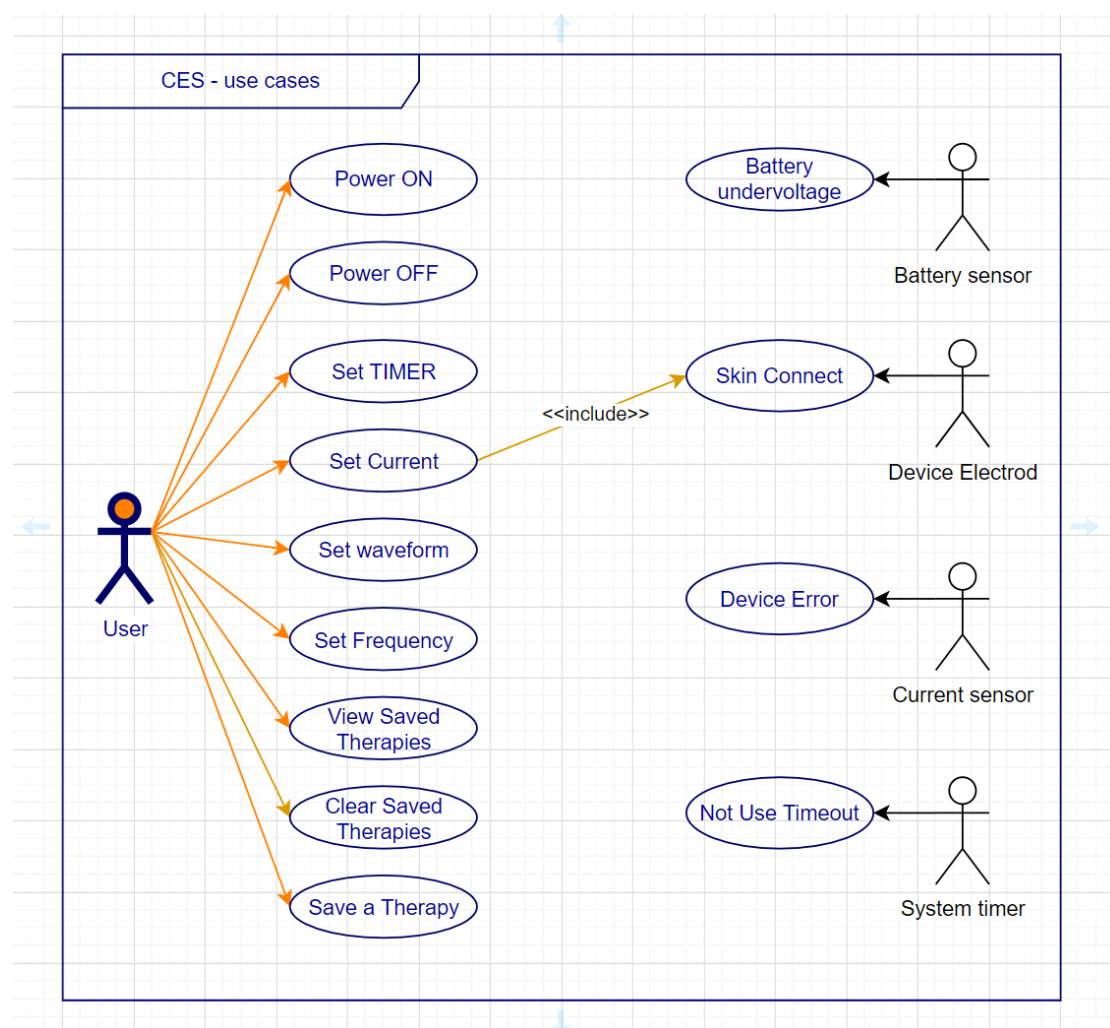 CES - use cases
Power ON
Battery
undervoltage
Battery sensor
Power OFF
Set TIMER
Skin Connect
<<include>>
Set Current
Device Electrod
Set waveform
Device Error
User
Set Frequency
Current sensor
View Saved
Therapies
Clear Saved
Therapies
Not Use Timeout
Save a Therapy
System timer